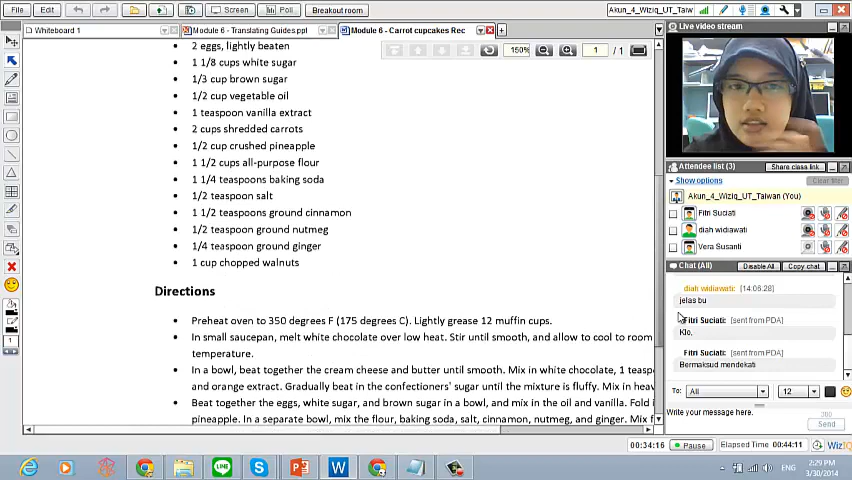 File
Edit
Screen
Poll
Breakout room
Akun_4_Wiziq_UT_Taiw
Whiteboard 1
Module 6 - Translating Guides.ppt
Module 6 - Carrot cupcakes Rec
150%
1 / 1
2 eggs, lightly beaten
1 1/8 cups white sugar
1/3 cup brown sugar
1/2 cup vegetable oil
1 teaspoon vanilla extract
2 cups shredded carrots
1/2 cup crushed pineapple
1 1/2 cups all-purpose flour
1 1/4 teaspoons baking soda
1/2 teaspoon salt
1 1/2 teaspoons ground cinnamon
1/2 teaspoon ground nutmeg
1/4 teaspoon ground ginger
1 cup chopped walnuts
Directions
Preheat oven to 350 degrees F (175 degrees C). Lightly grease 12 muffin cups.
In small saucepan, melt white chocolate over low heat. Stir until smooth, and allow to cool to room
temperature.
In a bowl, beat together the cream cheese and butter until smooth. Mix in white chocolate, 1 teasp
and orange extract. Gradually beat in the confectioners' sugar until the mixture is fluffy. Mix in heav
Beat together the eggs, white sugar, and brown sugar in a bowl, and mix in the oil and vanilla. Fold i
pineapple. In a separate bowl, mix the flour, baking soda, salt, cinnamon, nutmeg, and ginger. Mix
Live video stream
Attendee list (3)
Share class link
Show options
Clear filter
Akun_4_Wiziq_UT_Taiwan (You)
Fitri Suciati
diah widiawati
Vera Susanti
Chat (All)
Disable All
Copy chat
diah widiawati: [14:06:28]
jelas bu
Fitri Suciati: [sent from PDA]
Klo,
Fitri Suciati: [sent from PDA]
Bermaksud mendekati
To:
All
12
Write your message here.
300
Send
00:34:16
Pause
Elapsed Time
00:44:11
WizIQ
ENG
2:29 PM
3/30/2014